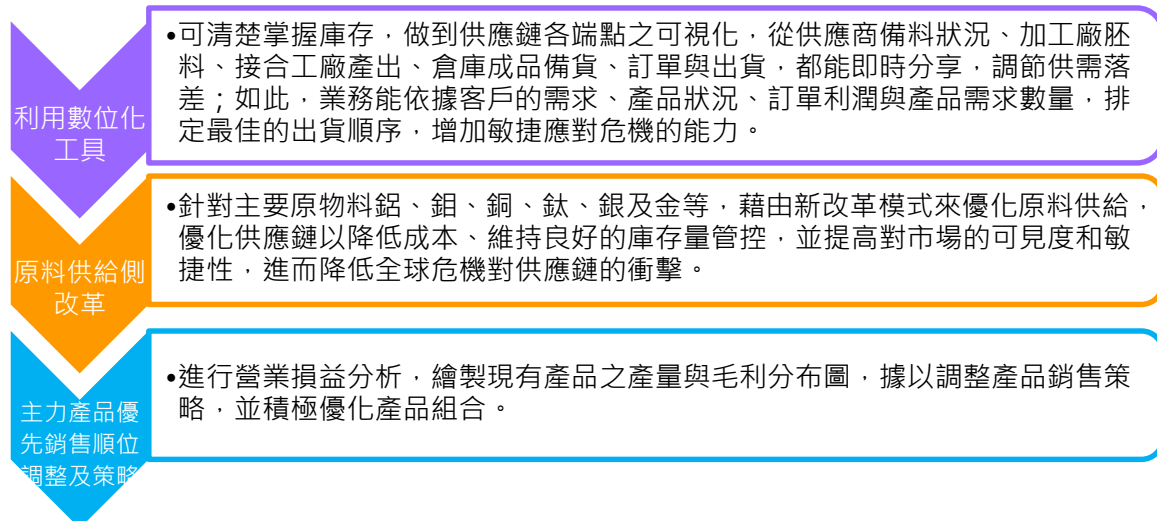 利用數位化
工具
•可清楚掌握庫存，做到供應鏈各端點之可視化，從供應商備料狀況、加工廠胚
料、接合工廠產出、倉庫成品備貨、訂單與出貨，都能即時分享，調節供需落
差；如此，業務能依據客戶的需求、產品狀況、訂單利潤與產品需求數量，排
定最佳的出貨順序，增加敏捷應對危機的能力。
原料供給側
改革
•針對主要原物料鋁、鉬、銅、鈦、銀及金等，藉由新改革模式來優化原料供給，
優化供應鏈以降低成本、維持良好的庫存量管控，並提高對市場的可見度和敏
捷性，進而降低全球危機對供應鏈的衝擊。
主力產品優
先銷售順位
調整及策略
•進行營業損益分析，繪製現有產品之產量與毛利分布圖，據以調整產品銷售策
略，並積極優化產品組合。